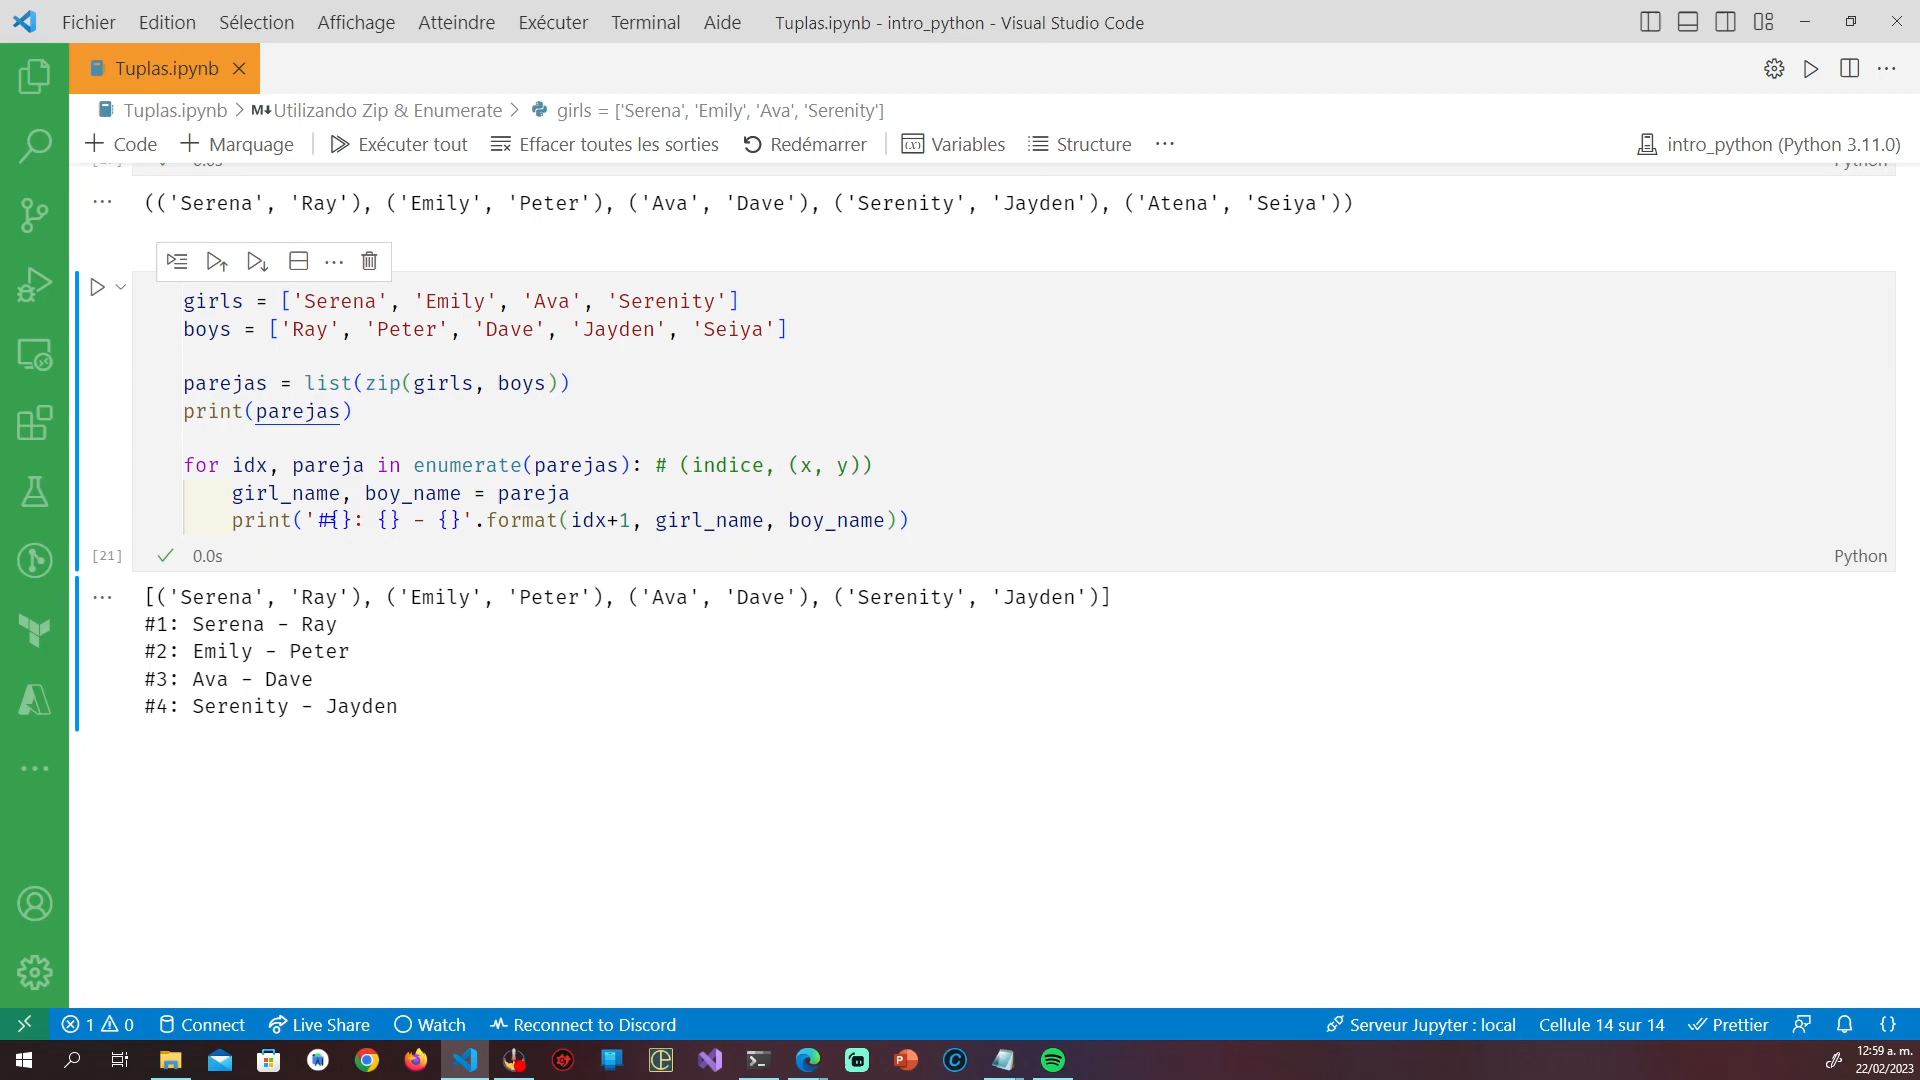 Fichier Edition Sélection Affichage Atteindre Exécuter Terminal Aide Tuplas.ipynb - intro_python - Visual Studio Code
Tuplas.ipynb
Tuplas.ipynb > M↓Utilizando Zip & Enumerate > girls = ['Serena', 'Emily', 'Ava', 'Serenity']
+ Code + Marquage Exécuter tout Effacer toutes les sorties Redémarrer Variables Structure ... intro_python (Python 3.11.0)
0.0s Python
... (('Serena', 'Ray'), ('Emily', 'Peter'), ('Ava', 'Dave'), ('Serenity', 'Jayden'), ('Atena', 'Seiya'))
girls = ['Serena', 'Emily', 'Ava', 'Serenity']
boys = ['Ray', 'Peter', 'Dave', 'Jayden', 'Seiya']
parejas = list(zip(girls, boys))
print(parejas)
for idx, pareja in enumerate(parejas): # (indice, (x, y))
girl_name, boy_name = pareja
print('#{}: {} - {}'.format(idx+1, girl_name, boy_name))
[21] 0.0s Python
... [('Serena', 'Ray'), ('Emily', 'Peter'), ('Ava', 'Dave'), ('Serenity', 'Jayden')]
#1: Serena - Ray
#2: Emily - Peter
#3: Ava - Dave
#4: Serenity - Jayden
1 0 Connect Live Share Watch Reconnect to Discord Serveur Jupyter : local Cellule 14 sur 14 Prettier
12:59 a. m.
22/02/2023